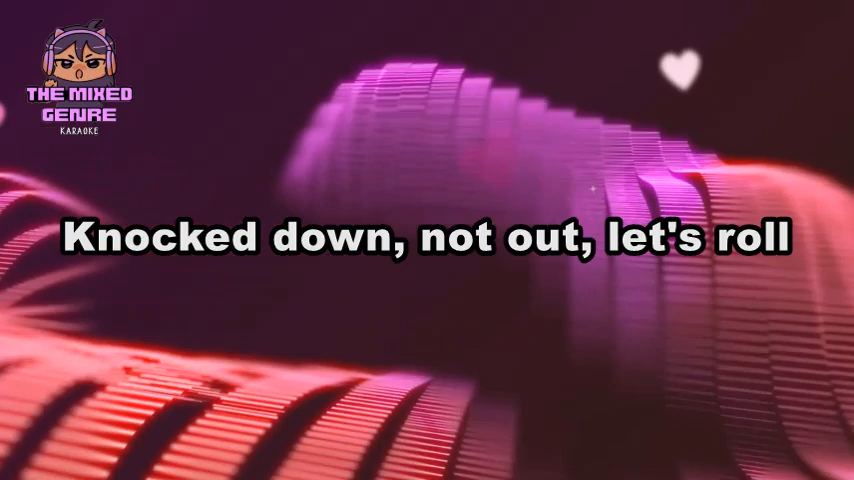 THE MIXED
GENRE
KARAOKE
Knocked down, not out, let's roll